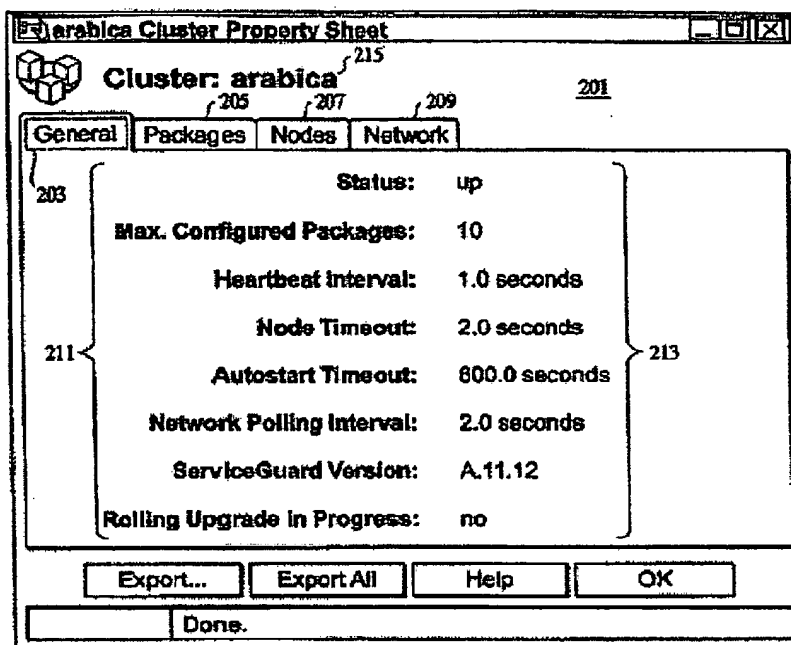 arabica Cluster Property Sheet
Cluster: arabica
215
201
205 207 209
General Packages Nodes Network
203
Status: up
Max. Configured Packages: 10
Heartbeat Interval: 1.0 seconds
Node Timeout: 2.0 seconds
211
213
Autostart Timeout: 600.0 seconds
Network Polling Interval: 2.0 seconds
ServiceGuard Version: A.11.12
Rolling Upgrade in Progress: no
Export... Export All Help OK
Done.